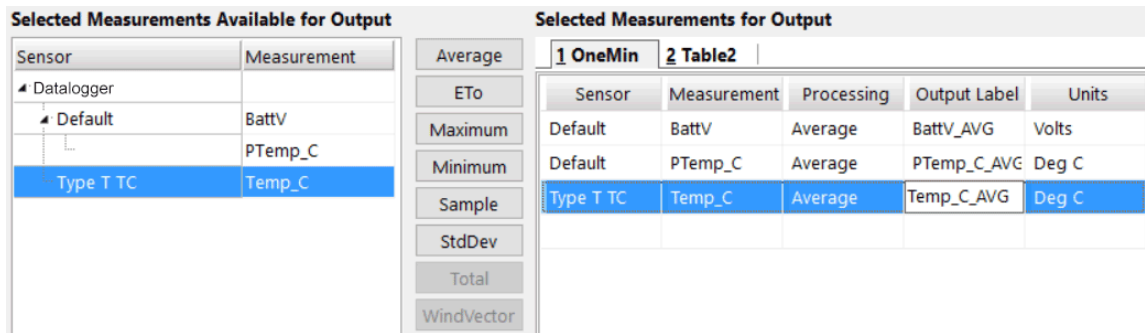 Selected Measurements Available for Output
Sensor Measurement
Datalogger
Default BattV
PTemp_C
Type T TC Temp_C
Average
ETo
Maximum
Minimum
Sample
StdDev
Total
WindVector
Selected Measurements for Output
1 OneMin 2 Table2
Sensor Measurement Processing Output Label Units
Default BattV Average BattV_AVG Volts
Default PTemp_C Average PTemp_C_AVG Deg C
Type T TC Temp_C Average Temp_C_AVG Deg C